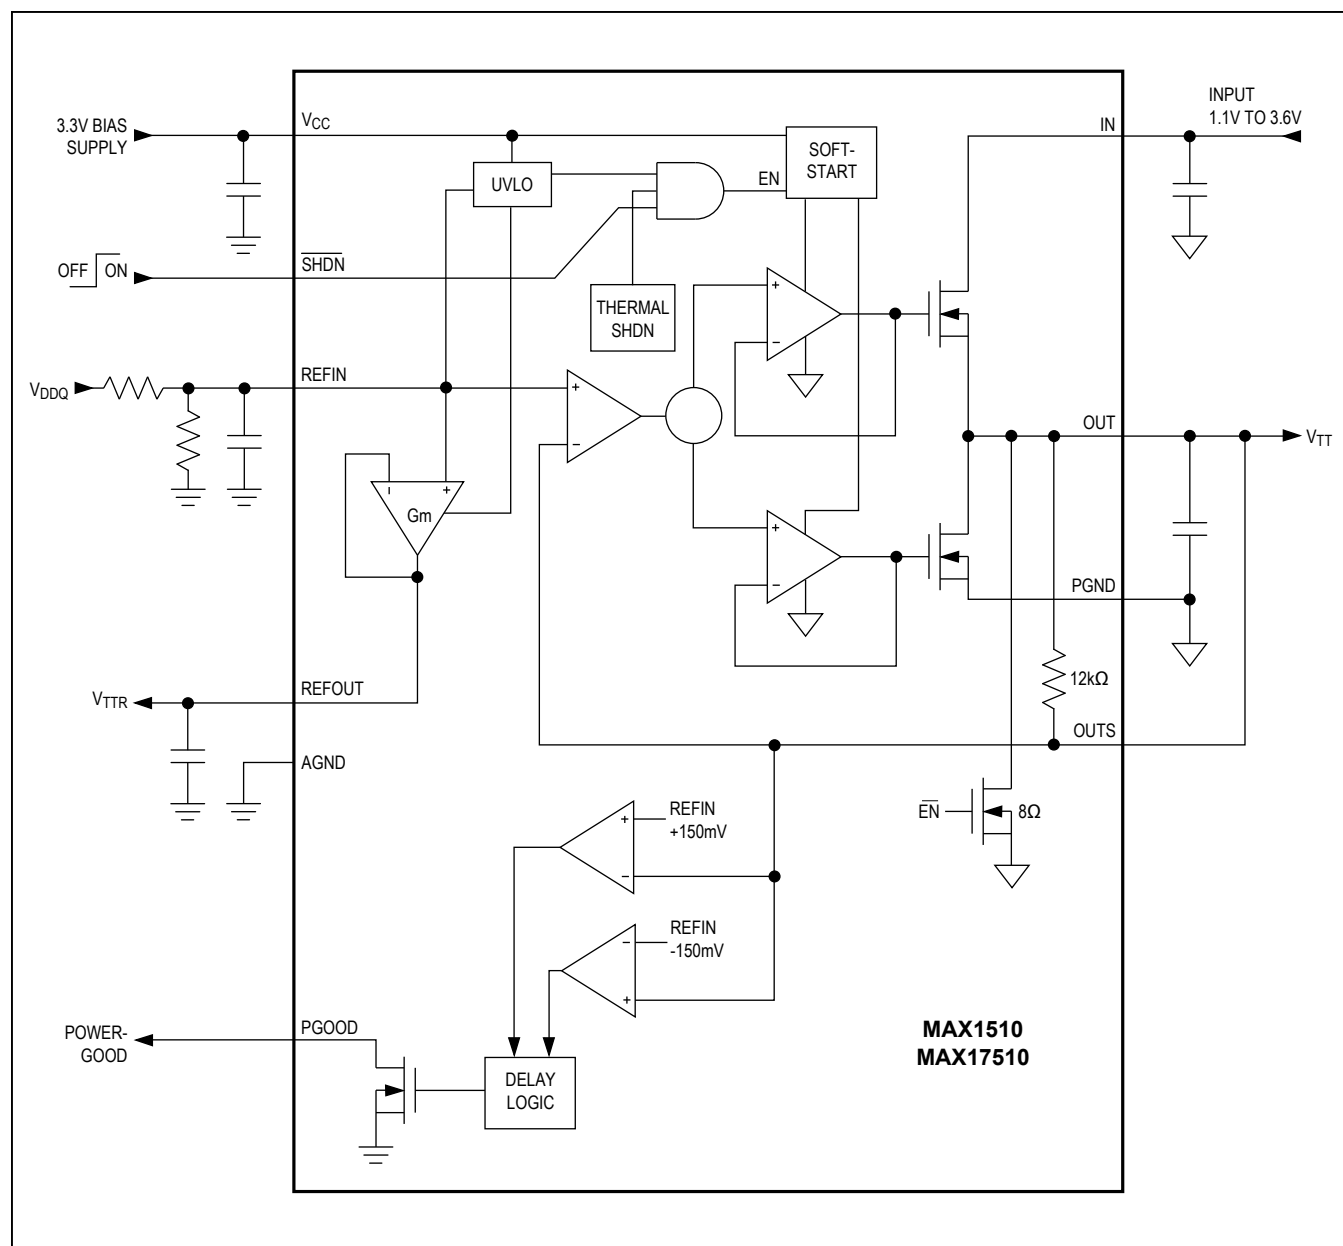 3.3V BIAS
SUPPLY
VCC
SOFT-
START
IN
INPUT
1.1V TO 3.6V
UVLO
EN
OFF
ON
SHDN
THERMAL
SHDN
+
−
VDDQ
REFIN
+
−
OUT
VTT
−
+
Gm
+
−
PGND
12kΩ
VTTR
REFOUT
OUTS
AGND
EN
8Ω
+
REFIN
+150mV
−
−
REFIN
-150mV
+
POWER-
GOOD
PGOOD
DELAY
LOGIC
MAX1510
MAX17510